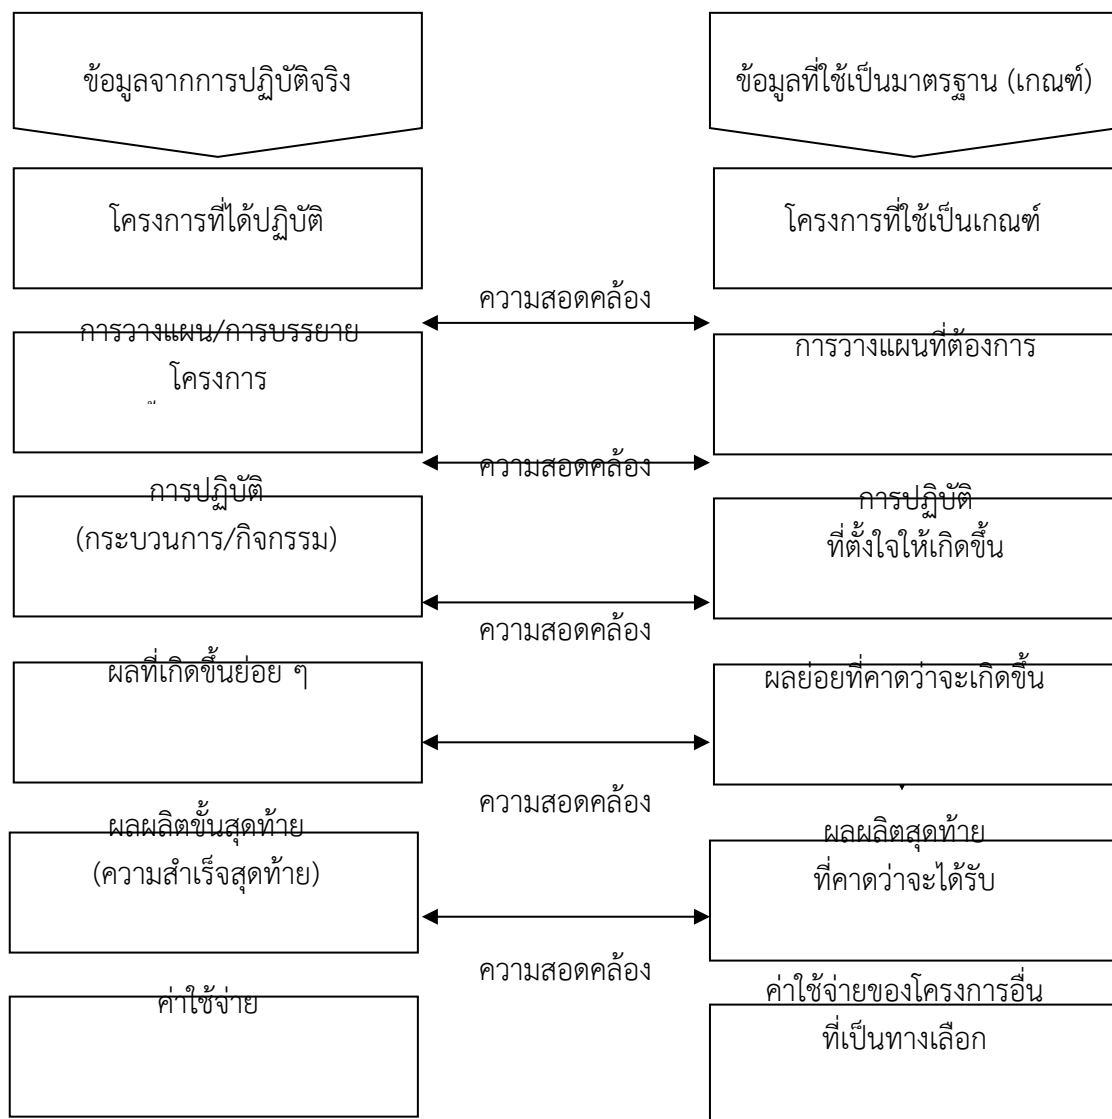 ข้อมูลจากการปฏิบัติจริง
ข้อมูลที่ใช้เป็นมาตรฐาน (เกณฑ์)
โครงการที่ได้ปฏิบัติ
โครงการที่ใช้เป็นเกณฑ์
ความสอดคล้อง
การวางแผน/การบรรยาย
โครงการ
การวางแผนที่ต้องการ
ความสอดคล้อง
การปฏิบัติ
(กระบวนการ/กิจกรรม)
การปฏิบัติ
ที่ตั้งใจให้เกิดขึ้น
ความสอดคล้อง
ผลที่เกิดขึ้นย่อย ๆ
ผลย่อยที่คาดว่าจะเกิดขึ้น
ความสอดคล้อง
ผลผลิตขั้นสุดท้าย
(ความสำเร็จสุดท้าย)
ผลผลิตสุดท้าย
ที่คาดว่าจะได้รับ
ความสอดคล้อง
ค่าใช้จ่าย
ค่าใช้จ่ายของโครงการอื่น
ที่เป็นทางเลือก